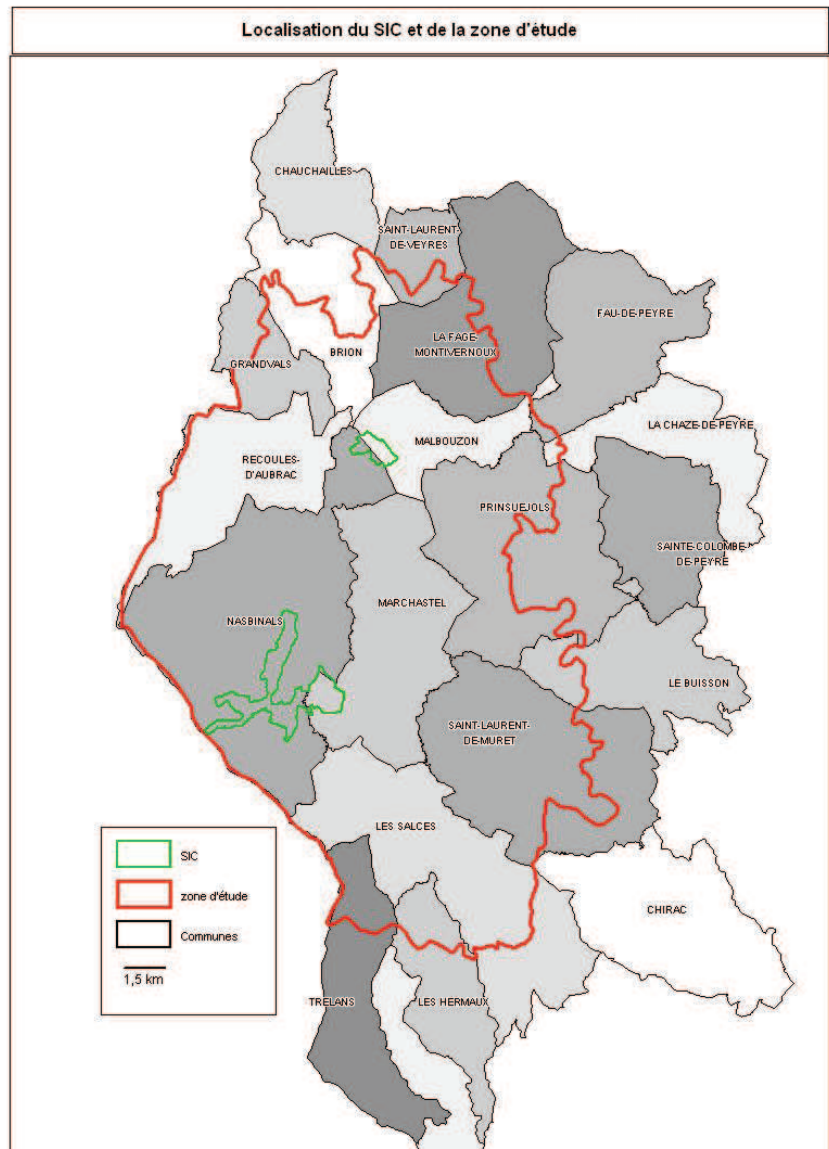 Localisation du SIC et de la zone d'étude
CHAUCHAILLES
SAINT-LAURENT-
DE-VEYRES
FAU-DE-PEYRE
LA FAGE-
MONTIVERNOUX
BRION
GRANDVALS
LA CHAZE-DE-PEYRE
MALBOUZON
RECOULES-
D'AUBRAC
PRINSUEJOLS
SAINTE-COLOMBE-
DE-PEYRE
MARCHASTEL
NASBINALS
LE BUISSON
SAINT-LAURENT-
DE-MURET
LES SALCES
SIC
zone d'étude
Communes
1,5 km
CHIRAC
TRELANS
LES HERMAUX